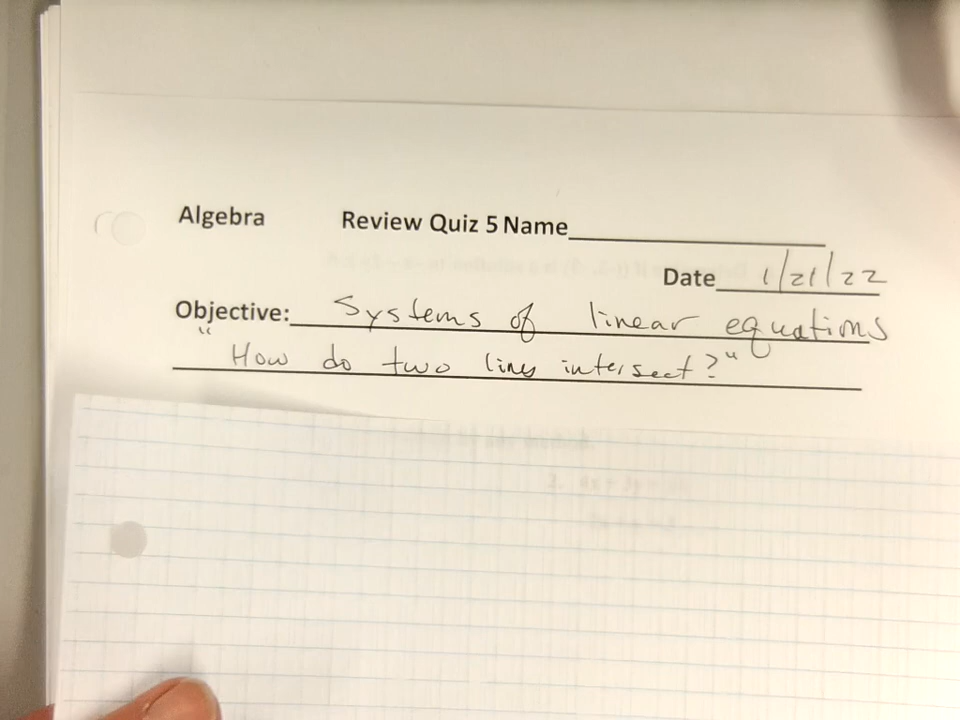 Algebra Review Quiz 5 Name
Date 1/21/22
Objective: Systems of linear equations
"How do two lines intersect?"